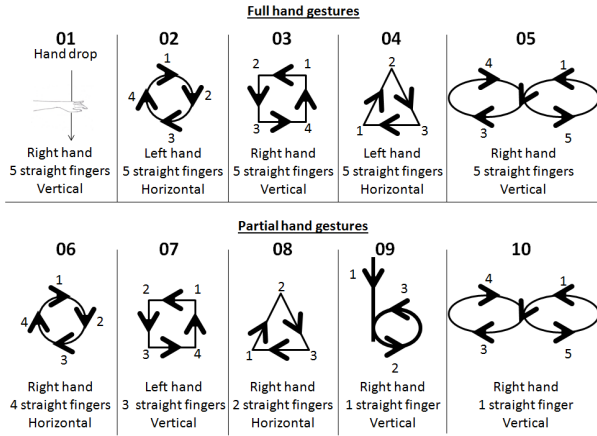 Full hand gestures
01 02 03 04 05
Hand drop
1 2 3 4
2 1 3 4
2 1 3
4 1 2 3 5
Right hand
5 straight fingers
Vertical
Left hand
5 straight fingers
Horizontal
Right hand
5 straight fingers
Vertical
Left hand
5 straight fingers
Horizontal
Right hand
5 straight fingers
Vertical
Partial hand gestures
06 07 08 09 10
1 2 3 4
2 1 3 4
2 1 3
1 3 2
4 1 2 3 5
Right hand
4 straight fingers
Horizontal
Left hand
3 straight fingers
Vertical
Right hand
2 straight fingers
Horizontal
Right hand
1 straight finger
Vertical
Right hand
1 straight finger
Vertical